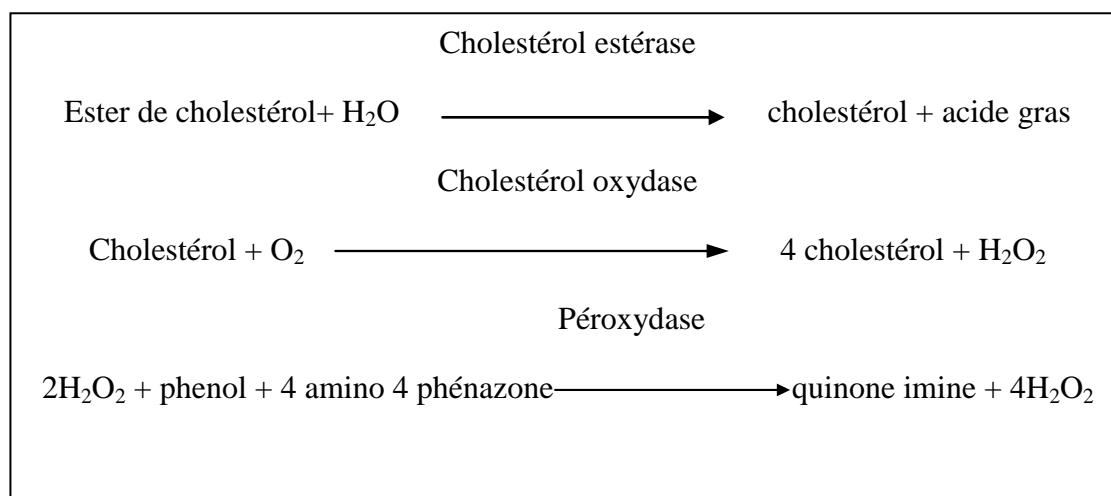 Cholestérol estérase
Ester de cholestérol+ H₂O cholestérol + acide gras
Cholestérol oxydase
Cholestérol + O₂ 4 cholestérol + H₂O₂
Péroxydase
2H₂O₂ + phenol + 4 amino 4 phénazone quinone imine + 4H₂O₂